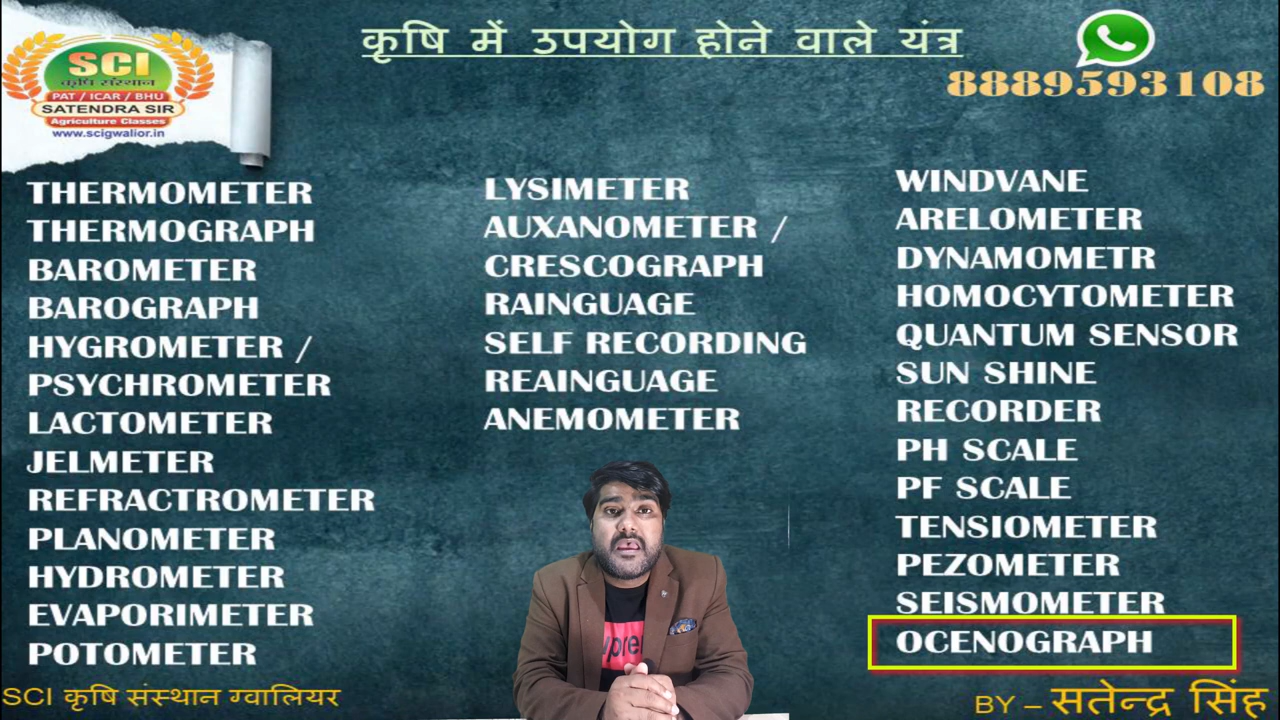 कृषि में उपयोग होने वाले यंत्र
8889593108
SCI
कृषि संस्थान
PAT / ICAR / BHU
SATENDRA SIR
Agriculture Classes
www.scigwalior.in
THERMOMETER
THERMOGRAPH
BAROMETER
BAROGRAPH
HYGROMETER /
PSYCHROMETER
LACTOMETER
JELMETER
REFRACTROMETER
PLANOMETER
HYDROMETER
EVAPORIMETER
POTOMETER
LYSIMETER
AUXANOMETER /
CRESCOGRAPH
RAINGUAGE
SELF RECORDING
REAINGUAGE
ANEMOMETER
WINDVANE
ARELOMETER
DYNAMOMETR
HOMOCYTOMETER
QUANTUM SENSOR
SUN SHINE
RECORDER
PH SCALE
PF SCALE
TENSIOMETER
PEZOMETER
SEISMOMETER
OCENOGRAPH
SCI कृषि संस्थान ग्वालियर
BY – सतेन्द्र सिंह